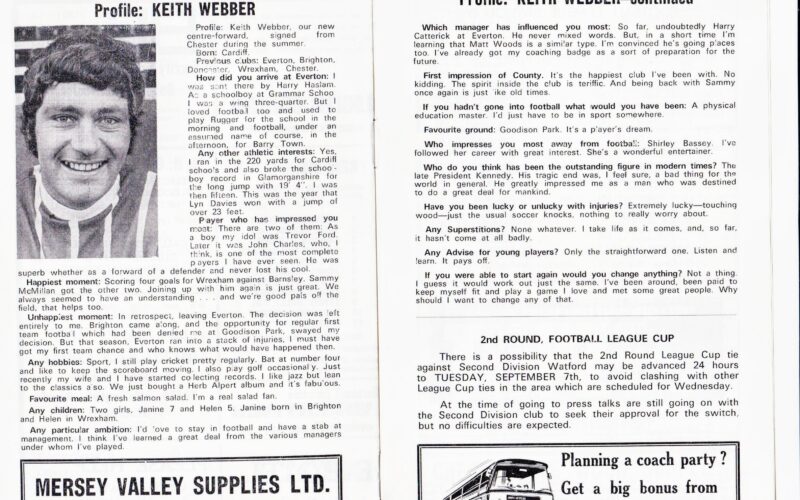 Profile: KEITH WEBBER
Profile: Keith Webber, our new
centre-forward, signed from
Chester during the summer.
Born: Cardiff.
Previous cubs: Everton, Brighton,
Doncaster, Wrexham, Chester.
How did you arrive at Everton: I
was sent there by Harry Haslam.
As a schoolboy at Grammar Schoo
I was a wing three-quarter. But I
loved football too and used to
play Rugger for the school in the
morning and football, under an
assumed name of course, in the
afternoon, for Barry Town.
Any other athletic interests: Yes,
I ran in the 220 yards for Cardiff
schools and also broke the schoo-
boy record in Glamorganshire for
the long jump with 19' 4". I was
then fifteen. This was the year that
Lyn Davies won with a jump of
over 23 feet.
Player who has impressed you
most: There are two of them. As
a boy my idol was Trevor Ford.
Later it was John Charles, who, I
think, is one of the most complete
players I have ever seen. He was
superb whether as a forward of a defender and never lost his cool.
Happiest moment: Scoring four goals for Wrexham against Barnsley. Sammy
McMillan got the other two. Joining up with him again is just great. We
always seemed to have an understanding . . . and we're good pals off the
field, that helps too.
Unhappiest moment: In retrospect, leaving Everton. The decision was left
entirely to me. Brighton came along, and the opportunity for regular first
team football which had been denied me at Goodison Park, swayed my
decision. But that season, Everton ran into a stack of injuries, I must have
got my first team chance and who knows what would have happened then.
Any hobbies: Sport, I still play cricket pretty regularly. Bat at number four
and like to keep the scoreboard moving. I also play golf occasionally. Just
recently my wife and I have started collecting records. I like jazz but lean
to the classics a so. We just bought a Herb Alpert album and it's fabulous.
Favourite meal: A fresh salmon salad. I'm a real salad fan.
Any children: Two girls, Janine 7 and Helen 5. Janine born in Brighton
and Helen in Wrexham.
Any particular ambition: I'd love to stay in football and have a stab at
management. I think I've learned a great deal from the various managers
under whom I've played.
MERSEY VALLEY SUPPLIES LTD.
Profile: KEITH WEBBER—continued
Which manager has influenced you most: So far, undoubtedly Harry
Catterick at Everton. He never mixed words. But, in a short time I'm
learning that Matt Woods is a similar type. I'm convinced he's going places
too. I've already got my coaching badge as a sort of preparation for the
future.
First impression of County. It's the happiest club I've been with. No
kidding. The spirit inside the club is teriffic. And being back with Sammy
once again is just ike old times.
If you hadn't gone into football what would you have been: A physical
education master. I'd just have to be in sport somewhere.
Favourite ground: Goodison Park. It's a player's dream.
Who impresses you most away from football: Shirley Bassey. I've
followed her career with great interest. She's a wonderful entertainer.
Who do you think has been the outstanding figure in modern times? The
late President Kennedy. His tragic end was, I feel sure, a bad thing for the
world in general. He greatly impressed me as a man who was destined
to do a great deal for mankind.
Have you been lucky or unlucky with injuries? Extremely lucky—touching
wood—just the usual soccer knocks, nothing to really worry about.
Any Superstitions? None whatever. I take life as it comes, and, so far,
it hasn't come at all badly.
Any Advise for young players? Only the straightforward one. Listen and
learn. It pays off.
If you were able to start again would you change anything? Not a thing.
I guess it would work out just the same. I've been around, been paid to
keep myself fit and play a game I love and met some great people. Why
should I want to change any of that.
2nd ROUND, FOOTBALL LEAGUE CUP
There is a possibility that the 2nd Round League Cup tie
against Second Division Watford may be advanced 24 hours
to TUESDAY, SEPTEMBER 7th, to avoid clashing with other
League Cup ties in the area which are scheduled for Wednesday.
At the time of going to press talks are still going on with
the Second Division club to seek their approval for the switch,
but no difficulties are expected.
Planning a coach party ?
Get a big bonus from